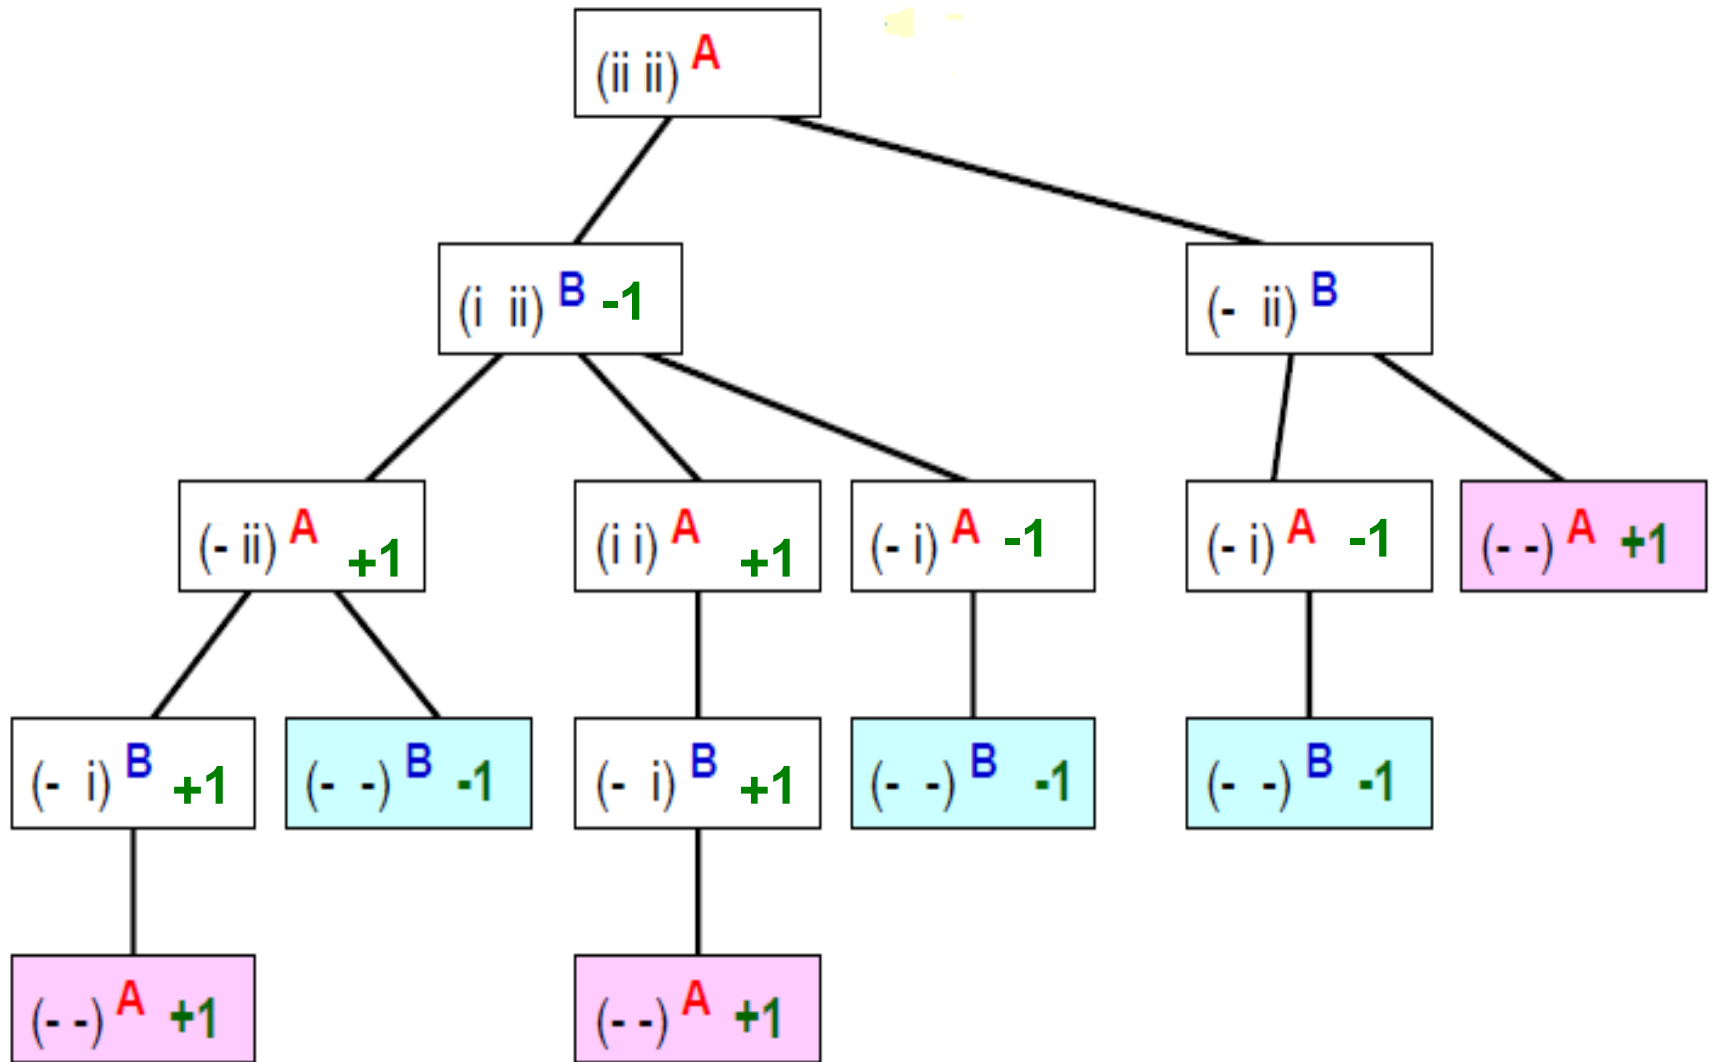 (ii ii) A
(i ii) B -1
(- ii) B
(- ii) A +1
(i i) A +1
(- i) A -1
(- i) A -1
(- -) A +1
(- i) B +1
(- -) B -1
(- i) B +1
(- -) B -1
(- -) B -1
(- -) A +1
(- -) A +1